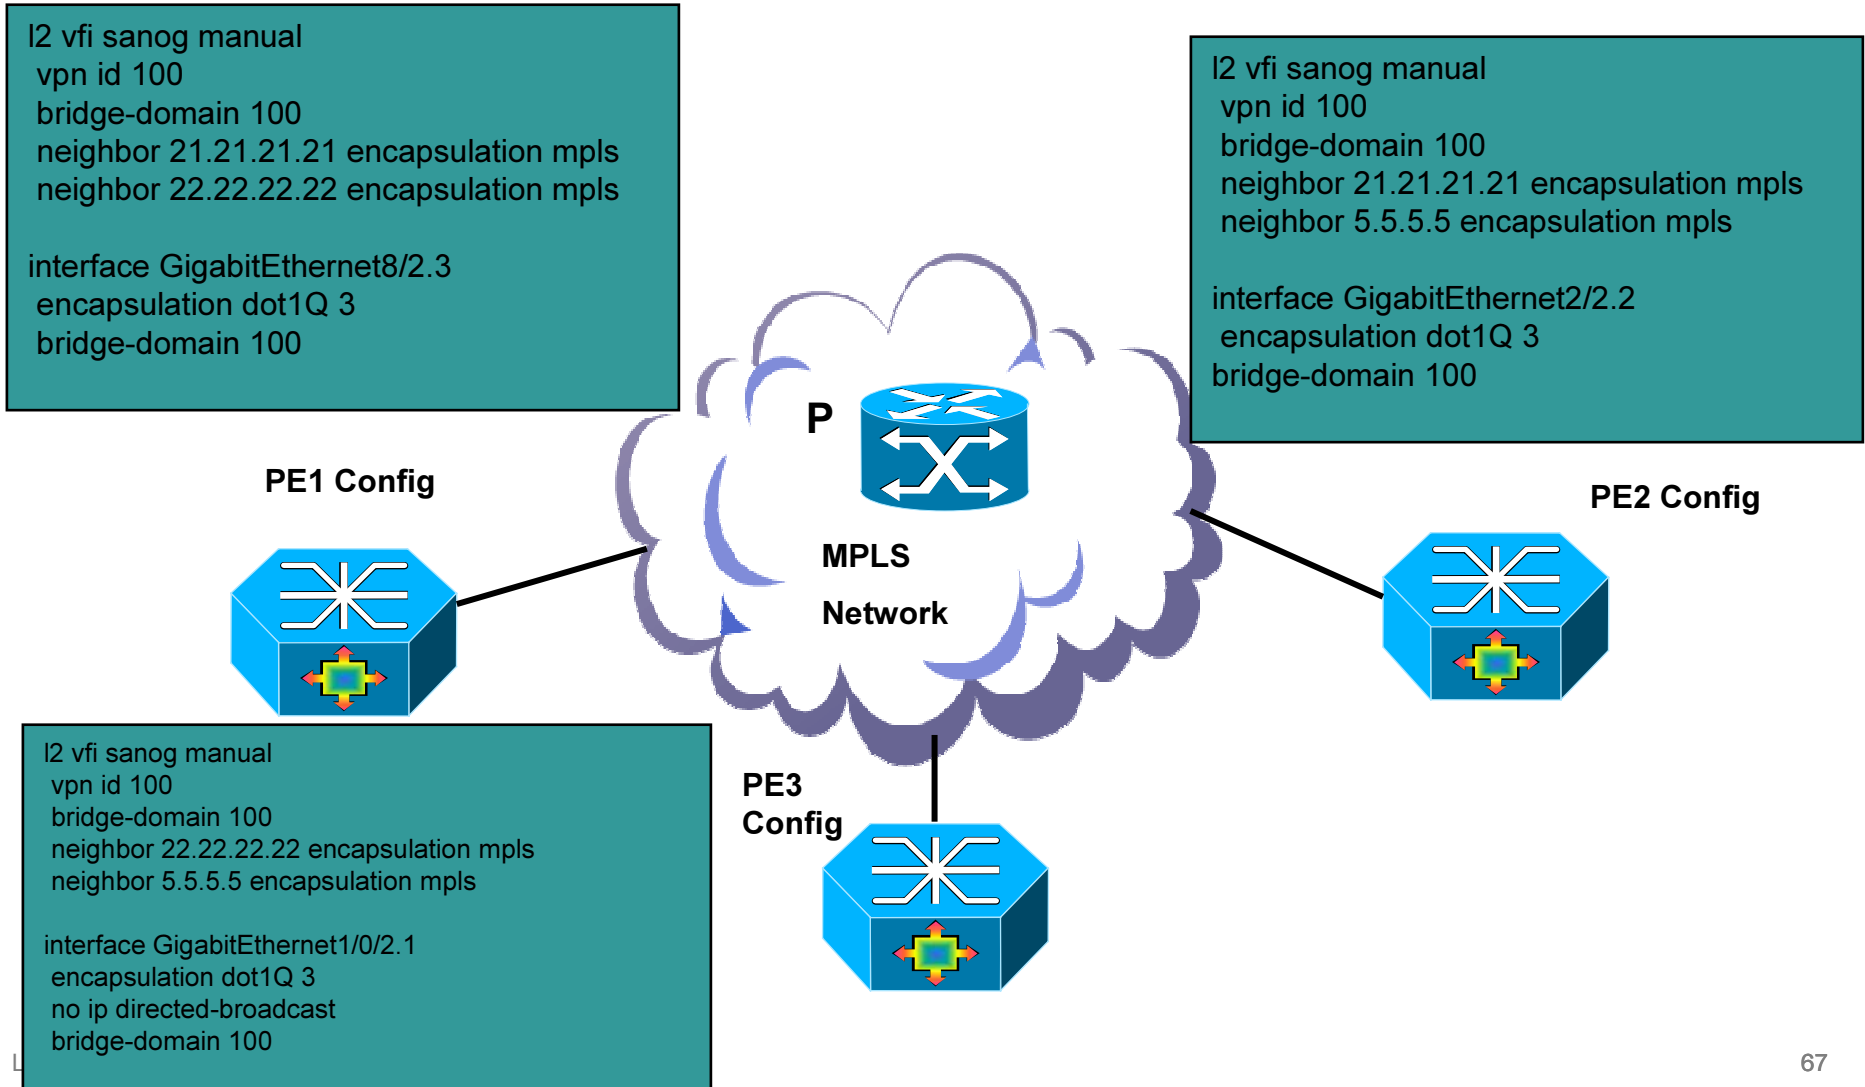 l2 vfi sanog manual
vpn id 100
bridge-domain 100
neighbor 21.21.21.21 encapsulation mpls
neighbor 22.22.22.22 encapsulation mpls
interface GigabitEthernet8/2.3
encapsulation dot1Q 3
bridge-domain 100
l2 vfi sanog manual
vpn id 100
bridge-domain 100
neighbor 21.21.21.21 encapsulation mpls
neighbor 5.5.5.5 encapsulation mpls
interface GigabitEthernet2/2.2
encapsulation dot1Q 3
bridge-domain 100
P
PE1 Config
PE2 Config
MPLS
Network
l2 vfi sanog manual
vpn id 100
bridge-domain 100
neighbor 22.22.22.22 encapsulation mpls
neighbor 5.5.5.5 encapsulation mpls
interface GigabitEthernet1/0/2.1
encapsulation dot1Q 3
no ip directed-broadcast
bridge-domain 100
PE3
Config
67